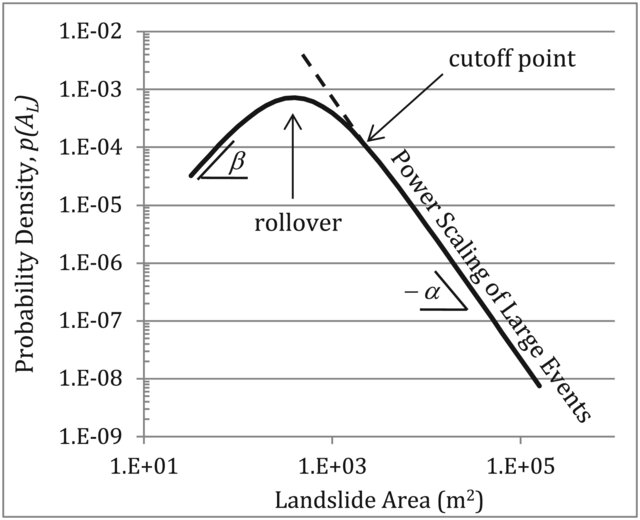 1.E-02
1.E-03
1.E-04
1.E-05
1.E-06
1.E-07
1.E-08
1.E-09
Probability Density, p(A_L)
cutoff point
β
rollover
Power Scaling of Large Events
− α
1.E+01
1.E+03
1.E+05
Landslide Area (m²)